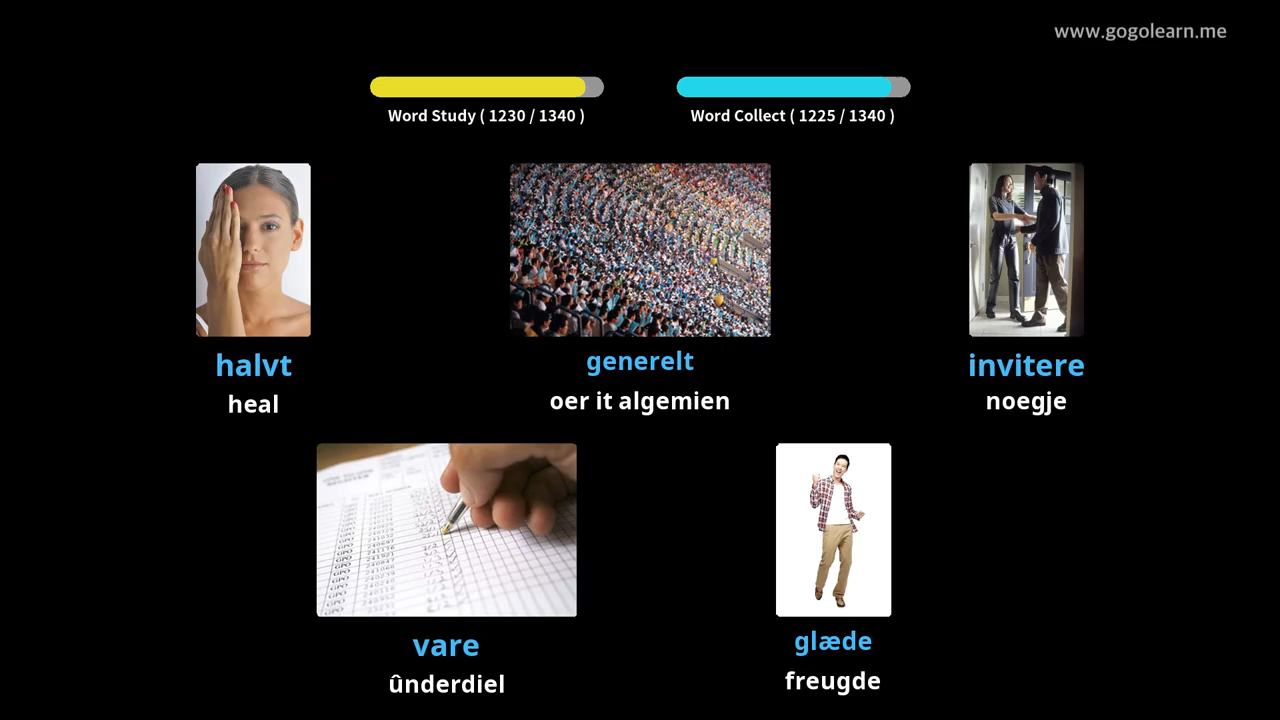 www.gogolearn.me
Word Study ( 1230 / 1340 )
Word Collect ( 1225 / 1340 )
halvt
heal
generelt
oer it algemien
invitere
noegje
GPO
vare
ûnderdiel
glæde
freugde